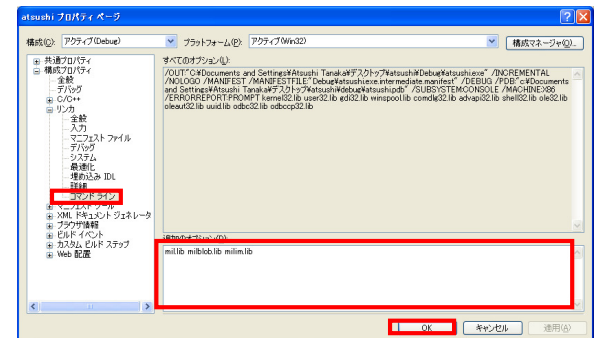 atsushi プロパティ ページ
構成(C): アクティブ(Debug) プラットフォーム(P): アクティブ(Win32) 構成マネージャ(O)...
共通プロパティ
構成プロパティ
全般
デバッグ
C/C++
リンカ
全般
入力
マニフェスト ファイル
デバッグ
システム
最適化
埋め込み IDL
詳細
コマンド ライン
マニフェスト ツール
XML ドキュメント ジェネレータ
ブラウザ情報
ビルド イベント
カスタム ビルド ステップ
Web 配置
すべてのオプション(L):
/OUT:"C:¥Documents and Settings¥Atsushi Tanaka¥デスクトップ¥atsushi¥Debug¥atsushi.exe" /INCREMENTAL
/NOLOGO /MANIFEST /MANIFESTFILE:"Debug¥atsushi.exe.intermediate.manifest" /DEBUG /PDB:"c:¥Documents
and Settings¥Atsushi Tanaka¥デスクトップ¥atsushi¥debug¥atsushi.pdb" /SUBSYSTEM:CONSOLE /MACHINE:X86
/ERRORREPORT:PROMPT kernel32.lib user32.lib gdi32.lib winspool.lib comdlg32.lib advapi32.lib shell32.lib ole32.lib
oleaut32.lib uuid.lib odbc32.lib odbccp32.lib
追加のオプション(D):
mil.lib milblob.lib milim.lib
OK キャンセル 適用(A)